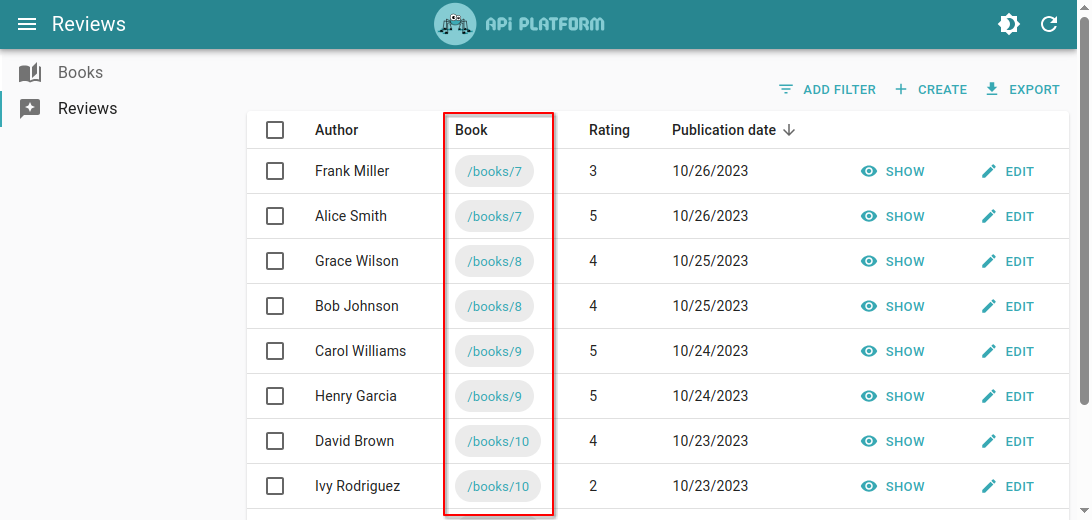 Reviews
API PLATFORM
Books
Reviews
ADD FILTER CREATE EXPORT
Author Book Rating Publication date
Frank Miller /books/7 3 10/26/2023 SHOW EDIT
Alice Smith /books/7 5 10/26/2023 SHOW EDIT
Grace Wilson /books/8 4 10/25/2023 SHOW EDIT
Bob Johnson /books/8 4 10/25/2023 SHOW EDIT
Carol Williams /books/9 5 10/24/2023 SHOW EDIT
Henry Garcia /books/9 5 10/24/2023 SHOW EDIT
David Brown /books/10 4 10/23/2023 SHOW EDIT
Ivy Rodriguez /books/10 2 10/23/2023 SHOW EDIT